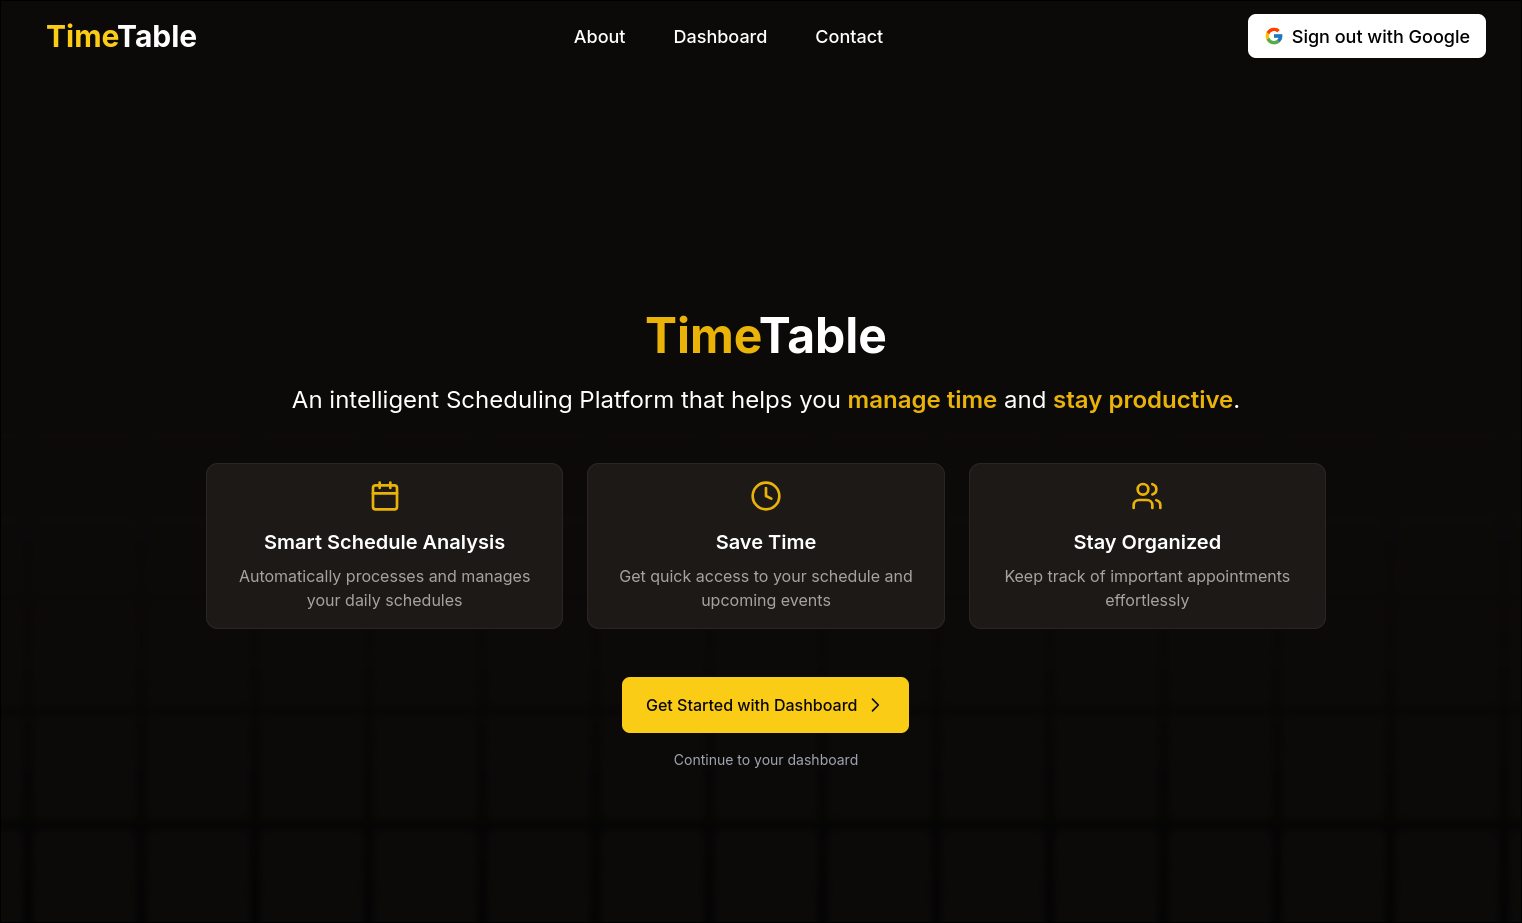 TimeTable
About
Dashboard
Contact
Sign out with Google
TimeTable
An intelligent Scheduling Platform that helps you manage time and stay productive.
Smart Schedule Analysis
Automatically processes and manages
your daily schedules
Save Time
Get quick access to your schedule and
upcoming events
Stay Organized
Keep track of important appointments
effortlessly
Get Started with Dashboard
Continue to your dashboard